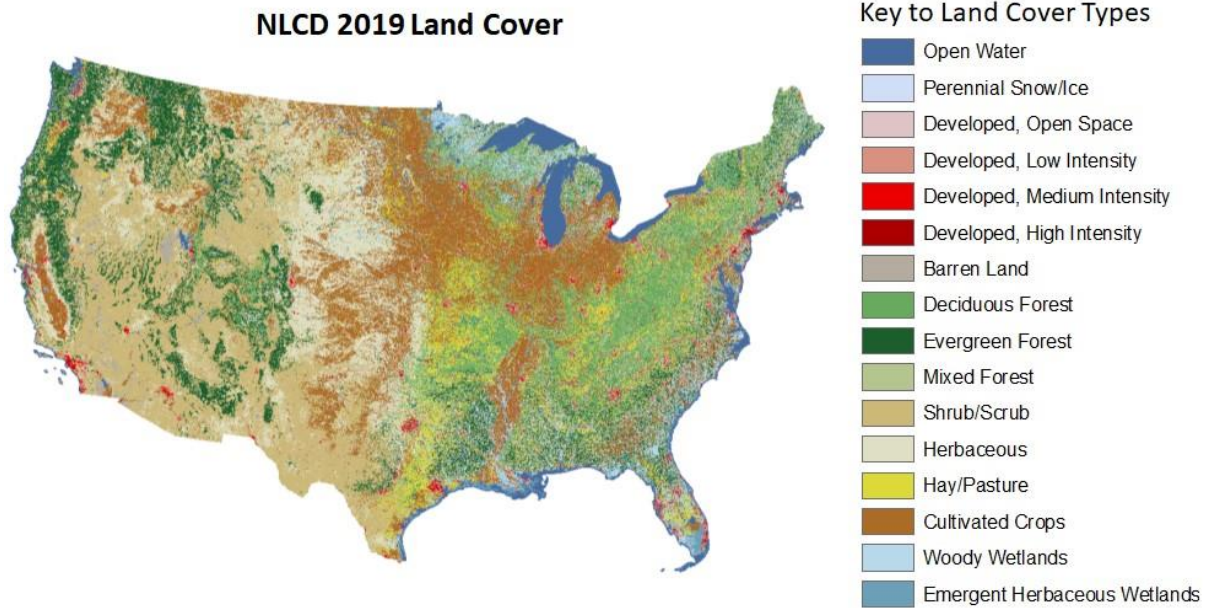 NLCD 2019 Land Cover
Key to Land Cover Types
Open Water
Perennial Snow/Ice
Developed, Open Space
Developed, Low Intensity
Developed, Medium Intensity
Developed, High Intensity
Barren Land
Deciduous Forest
Evergreen Forest
Mixed Forest
Shrub/Scrub
Herbaceous
Hay/Pasture
Cultivated Crops
Woody Wetlands
Emergent Herbaceous Wetlands